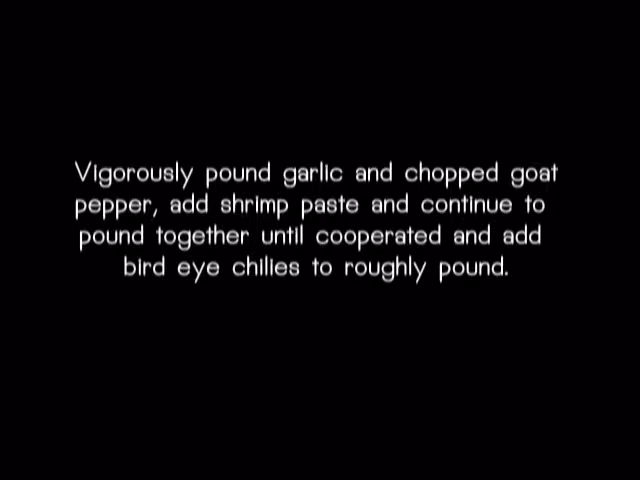 Vigorously pound garlic and chopped goat
pepper, add shrimp paste and continue to
pound together until cooperated and add
bird eye chilies to roughly pound.